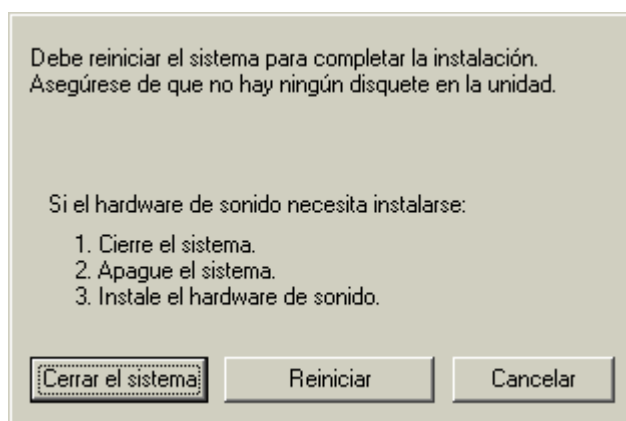 Debe reiniciar el sistema para completar la instalación.
Asegúrese de que no hay ningún disquete en la unidad.
Si el hardware de sonido necesita instalarse:
1. Cierre el sistema.
2. Apague el sistema.
3. Instale el hardware de sonido.
Cerrar el sistema Reiniciar Cancelar